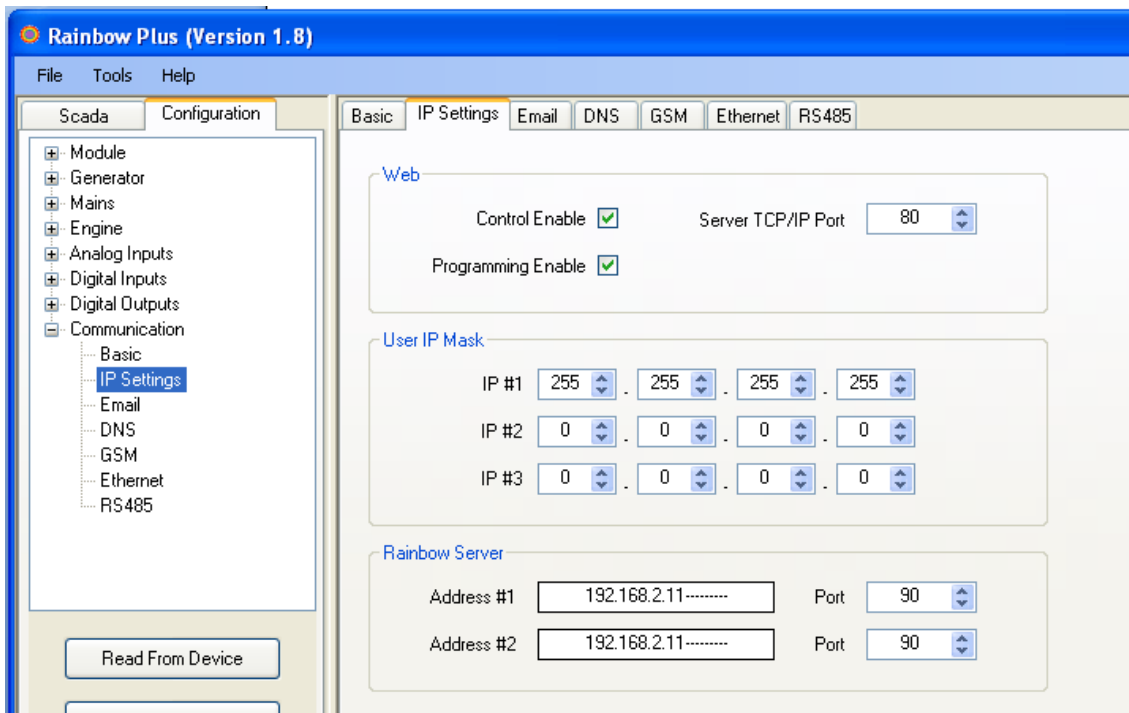 Rainbow Plus (Version 1.8)
File Tools Help
Scada Configuration
Module
Generator
Mains
Engine
Analog Inputs
Digital Inputs
Digital Outputs
Communication
Basic
IP Settings
Email
DNS
GSM
Ethernet
RS485
Read From Device
Basic IP Settings Email DNS GSM Ethernet RS485
Web
Control Enable Server TCP/IP Port 80
Programming Enable
User IP Mask
IP #1 255 . 255 . 255 . 255
IP #2 0 . 0 . 0 . 0
IP #3 0 . 0 . 0 . 0
Rainbow Server
Address #1 192.168.2.11--------- Port 90
Address #2 192.168.2.11--------- Port 90